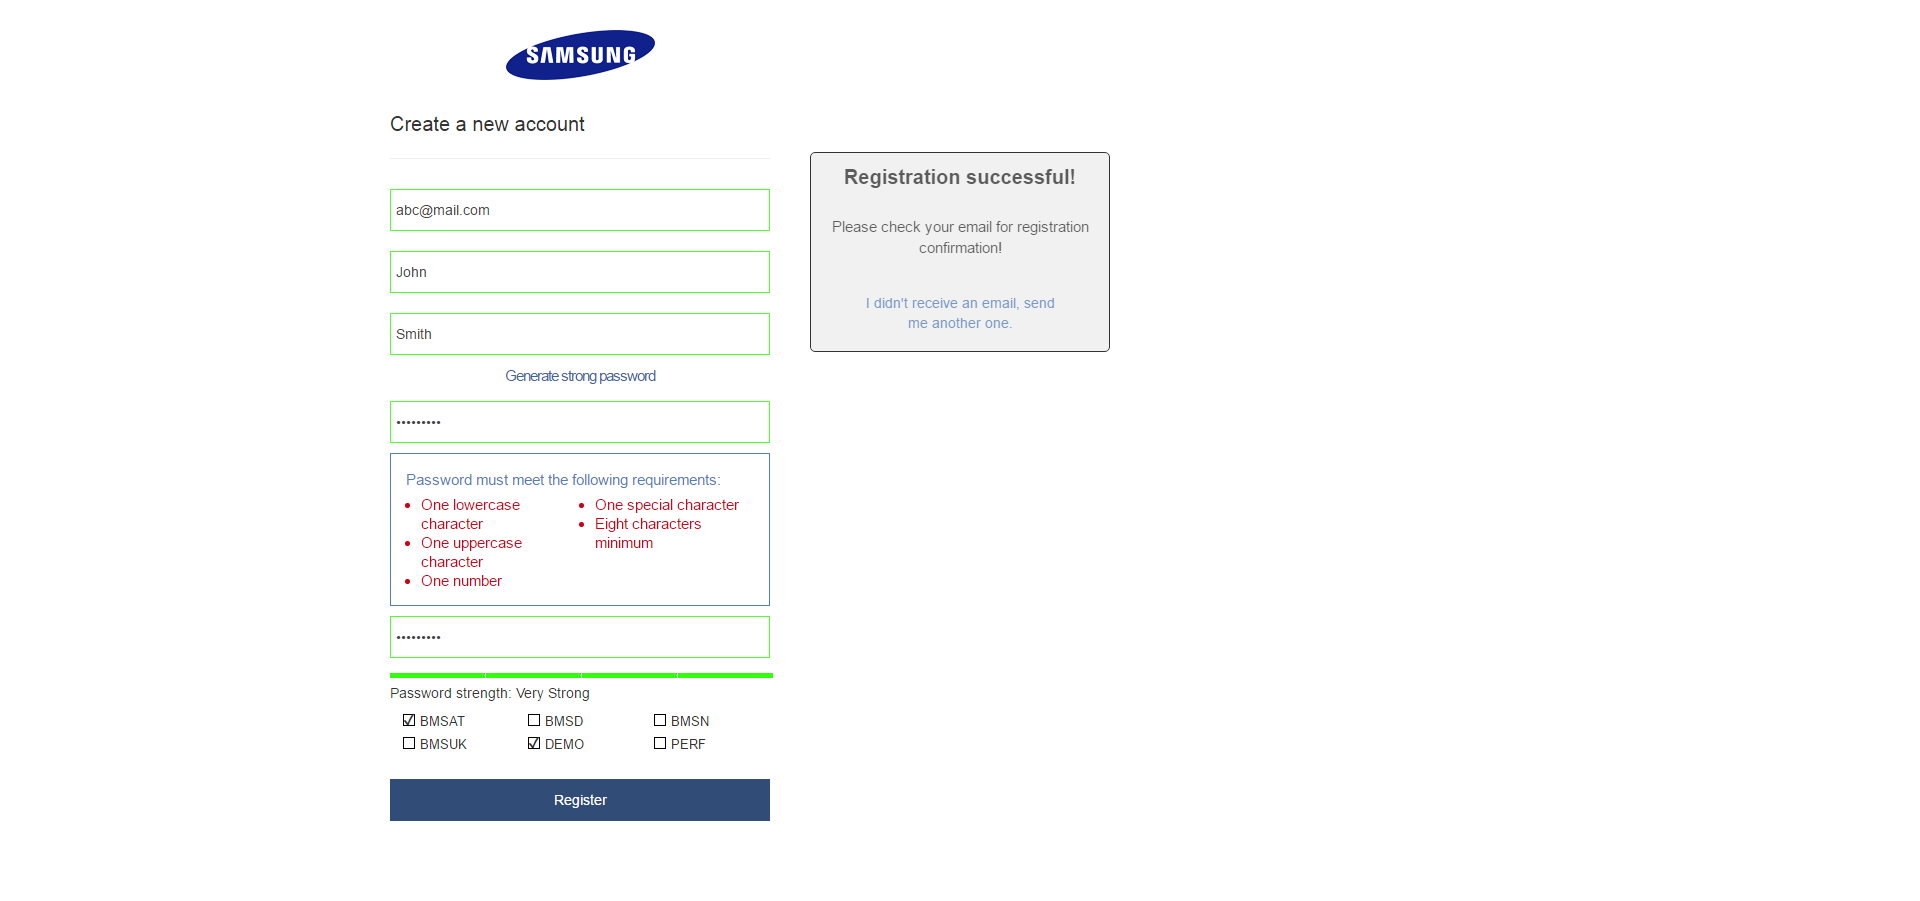 SAMSUNG
Create a new account
abc@mail.com
John
Smith
Generate strong password
•••••••••
Password must meet the following requirements:
One lowercase
character
One uppercase
character
One number
One special character
Eight characters
minimum
•••••••••
Password strength: Very Strong
BMSAT BMSD BMSN
BMSUK DEMO PERF
Register
Registration successful!
Please check your email for registration
confirmation!
I didn't receive an email, send
me another one.